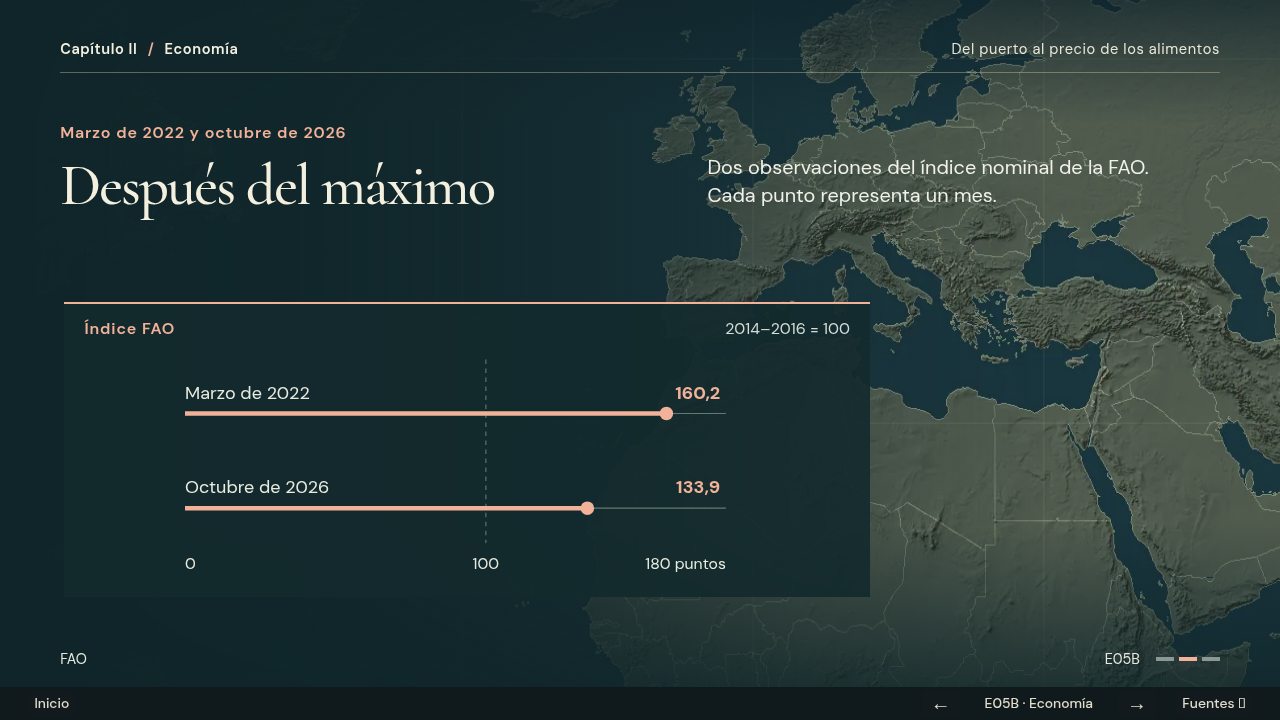 Capítulo II / Economía
Del puerto al precio de los alimentos
Marzo de 2022 y octubre de 2026
Después del máximo
Dos observaciones del índice nominal de la FAO.
Cada punto representa un mes.
Índice FAO
2014–2016 = 100
Marzo de 2022
160,2
Octubre de 2026
133,9
0
100
180 puntos
FAO
E05B
Inicio
←
E05B · Economía
→
Fuentes